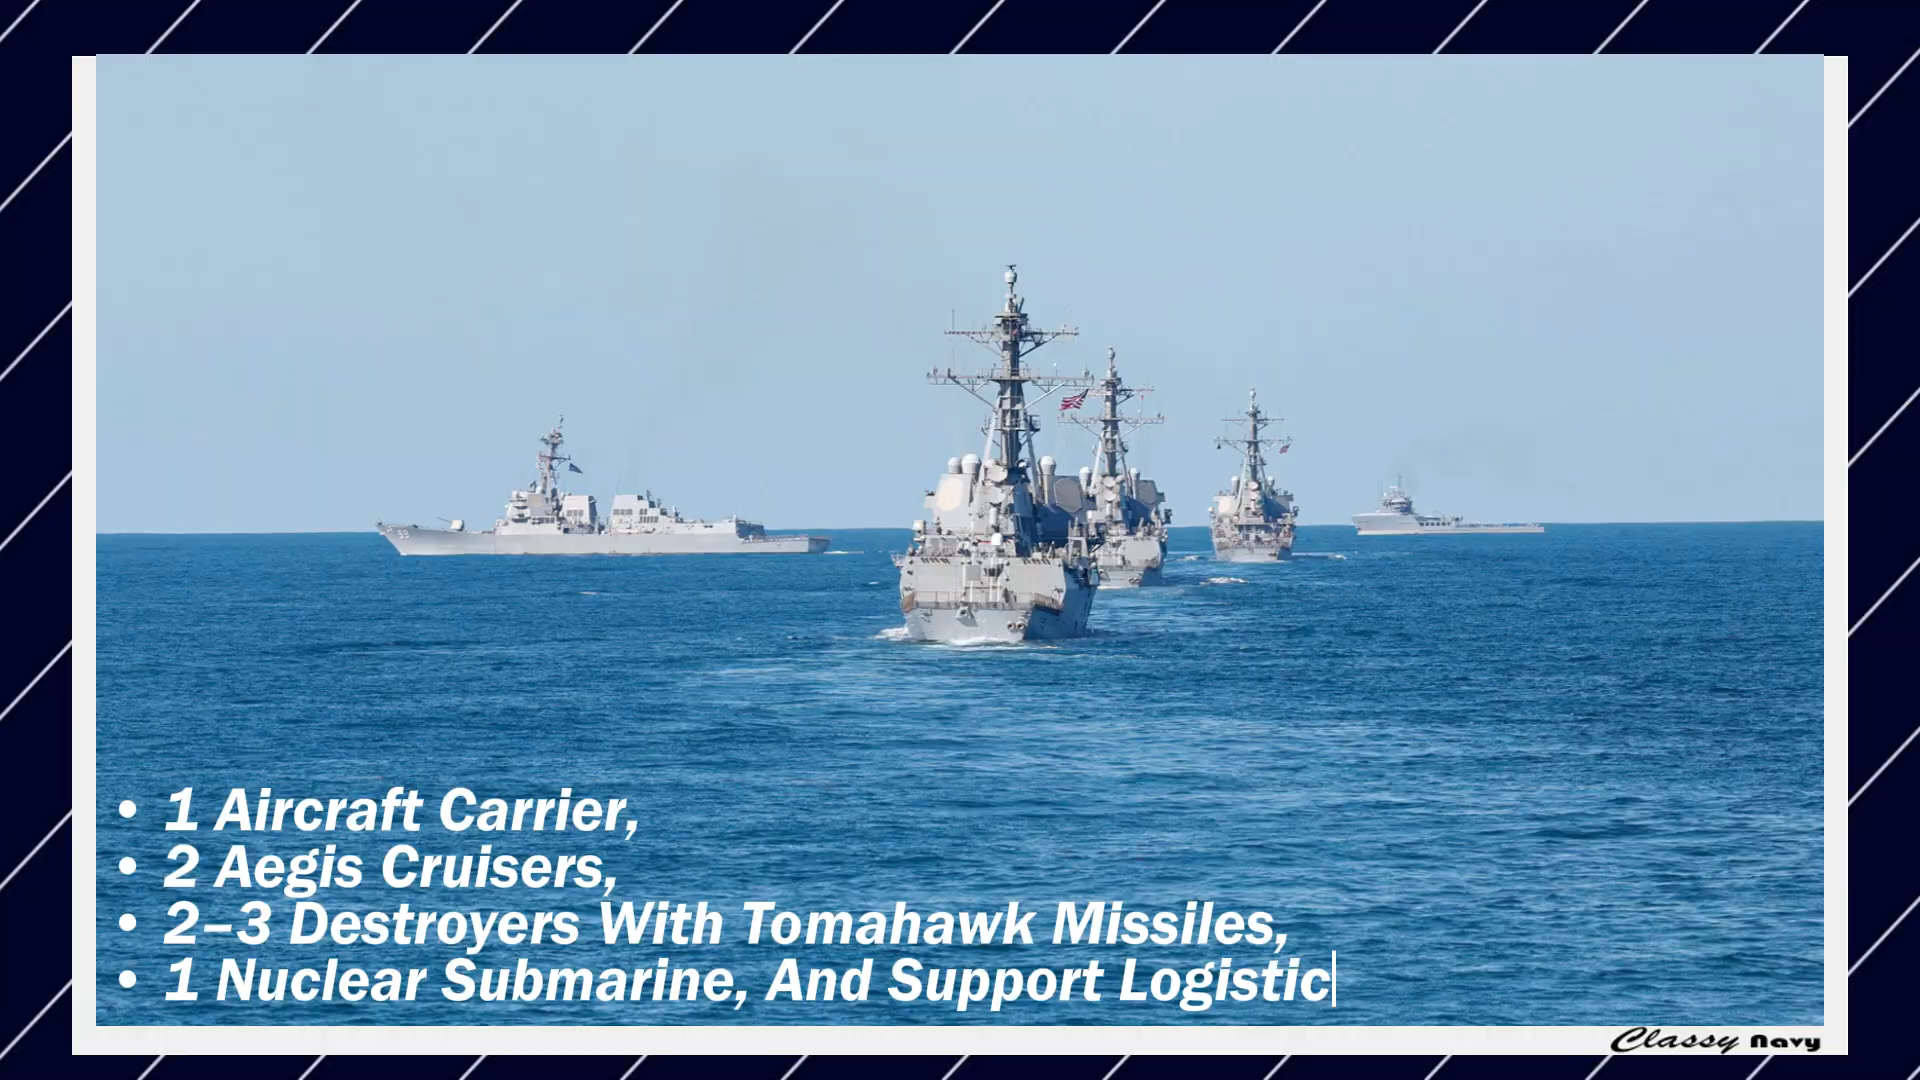 • 1 Aircraft Carrier,
• 2 Aegis Cruisers,
• 2–3 Destroyers With Tomahawk Missiles,
• 1 Nuclear Submarine, And Support Logistic
Classy Navy